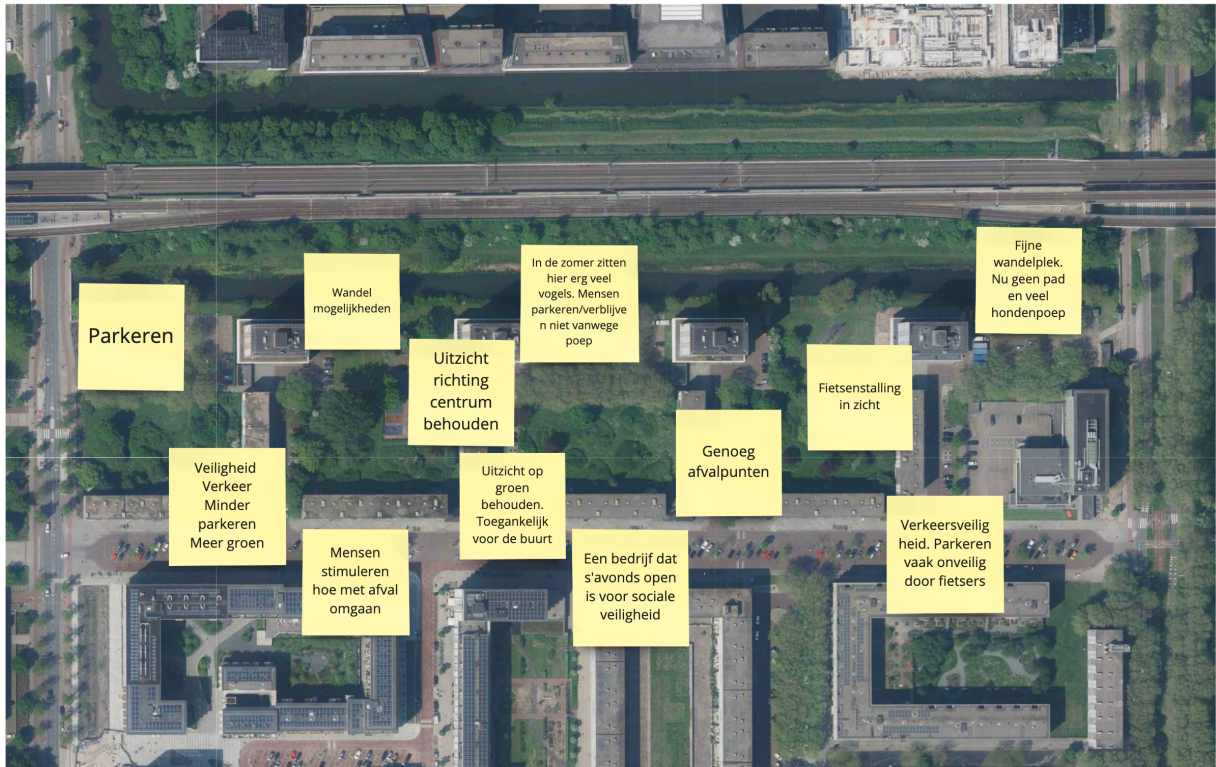 Parkeren
Wandel
mogelijkheden
In de zomer zitten
hier erg veel
vogels. Mensen
parkeren/verblijve
n niet vanwege
poep
Fijne
wandelplek.
Nu geen pad
en veel
hondenpoep
Uitzicht
richting
centrum
behouden
Fietsenstalling
in zicht
Genoeg
afvalpunten
Veiligheid
Verkeer
Minder
parkeren
Meer groen
Uitzicht op
groen
behouden.
Toegankelijk
voor de buurt
Verkeersveilig
heid. Parkeren
vaak onveilig
door fietsers
Mensen
stimuleren
hoe met afval
omgaan
Een bedrijf dat
s'avonds open
is voor sociale
veiligheid